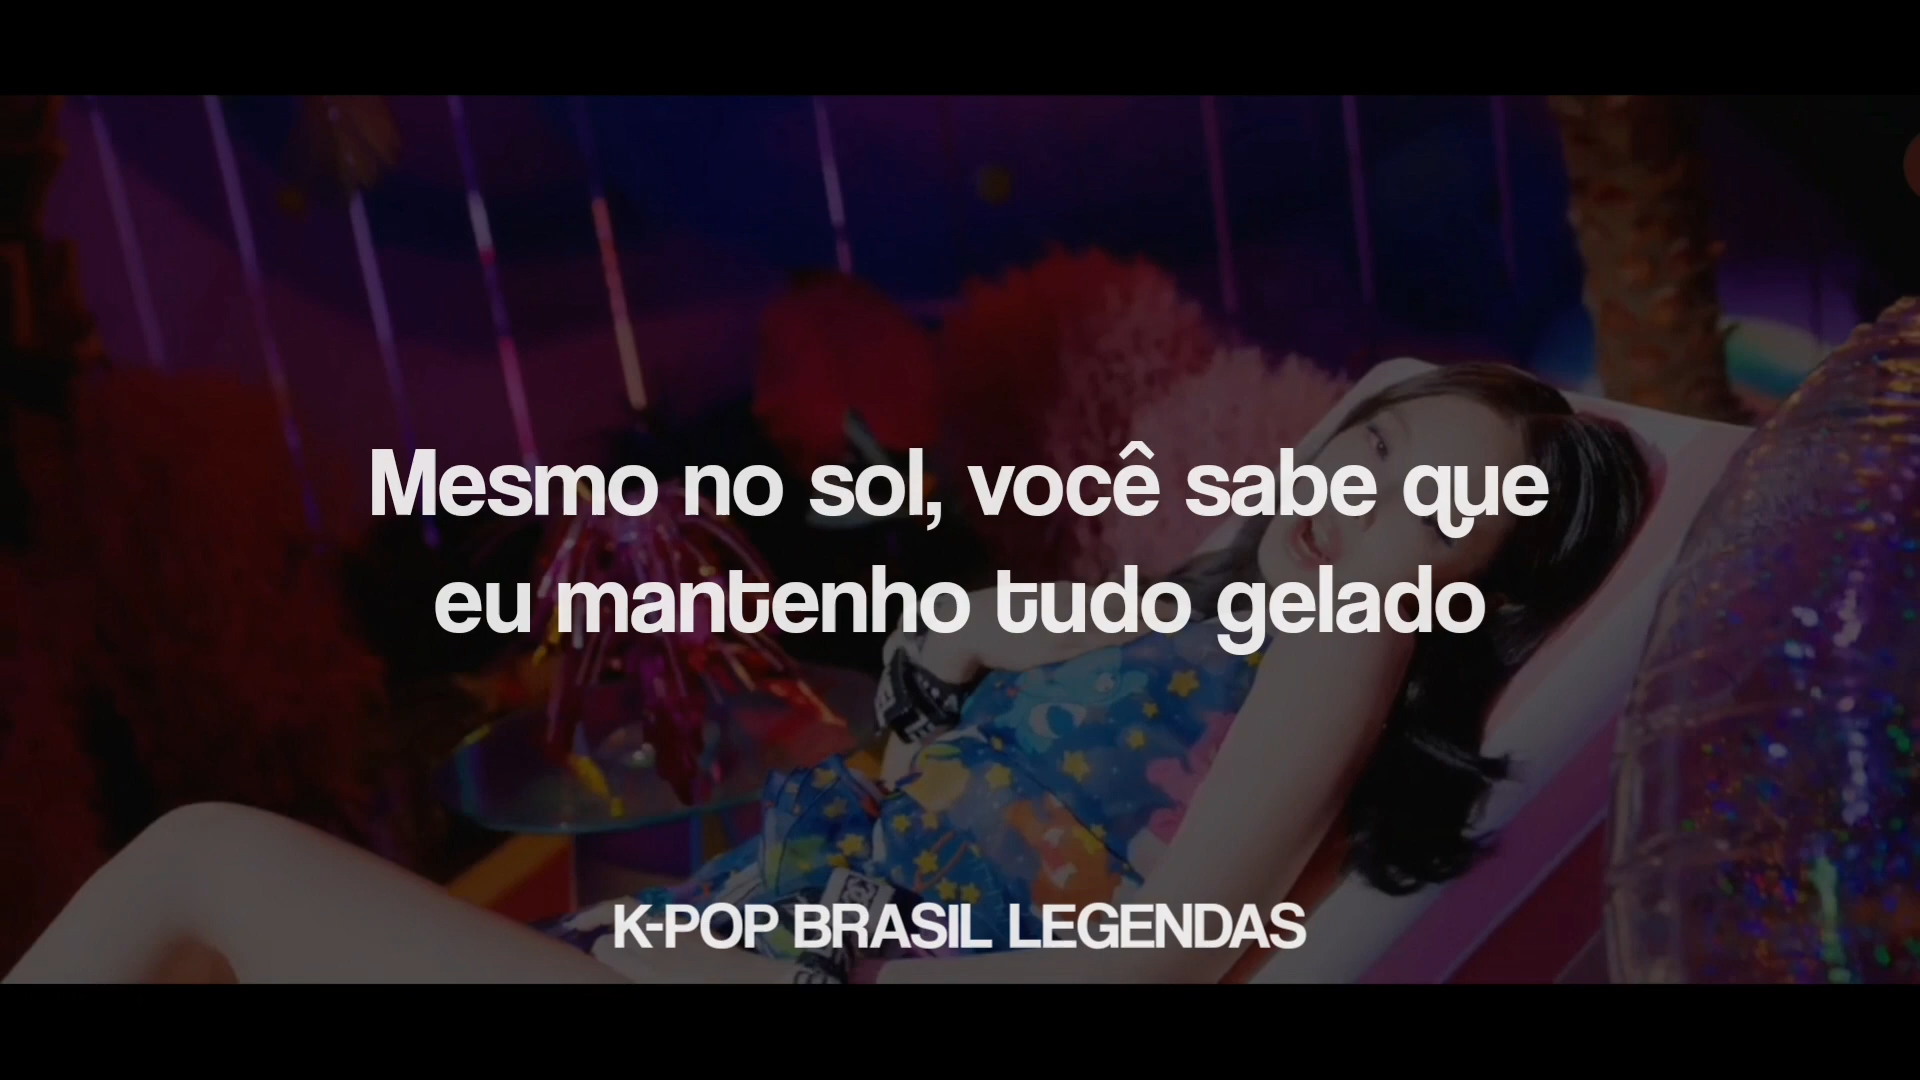 Mesmo no sol, você sabe que
eu mantenho tudo gelado
K-POP BRASIL LEGENDAS